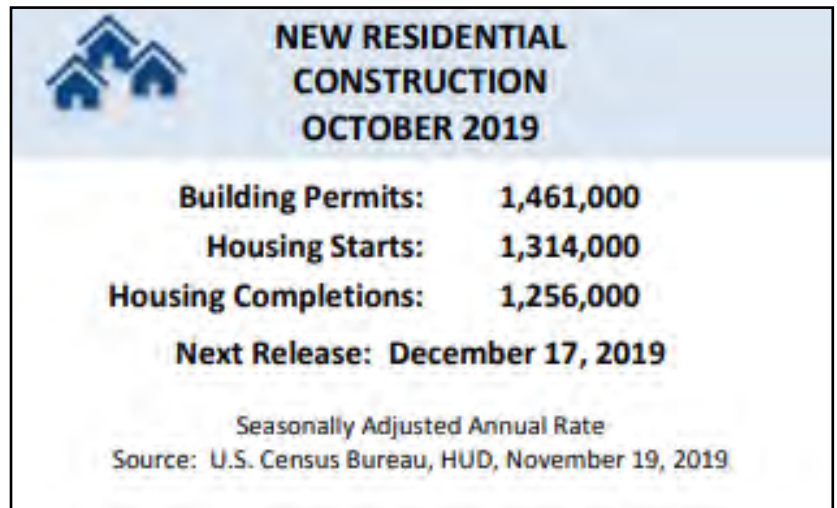 NEW RESIDENTIAL
CONSTRUCTION
OCTOBER 2019
Building Permits: 1,461,000
Housing Starts: 1,314,000
Housing Completions: 1,256,000
Next Release: December 17, 2019
Seasonally Adjusted Annual Rate
Source: U.S. Census Bureau, HUD, November 19, 2019